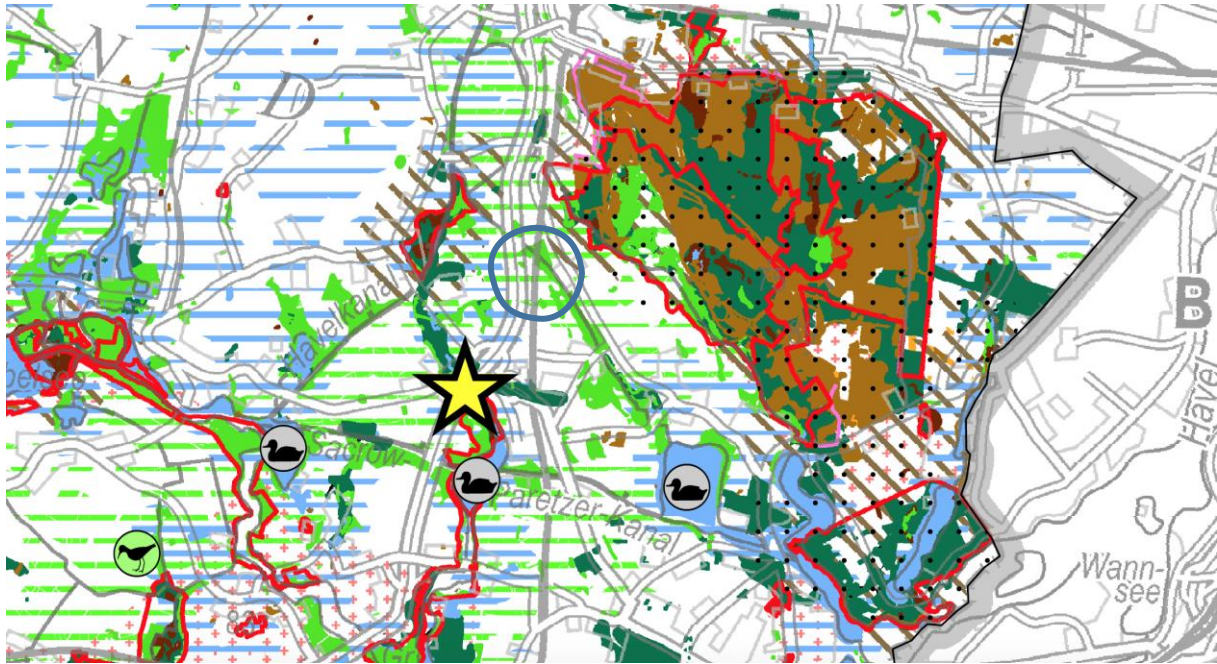 N
D
B
Havel
Havelkanal
Sacrow
Paretzer-Kanal
Wann-
see